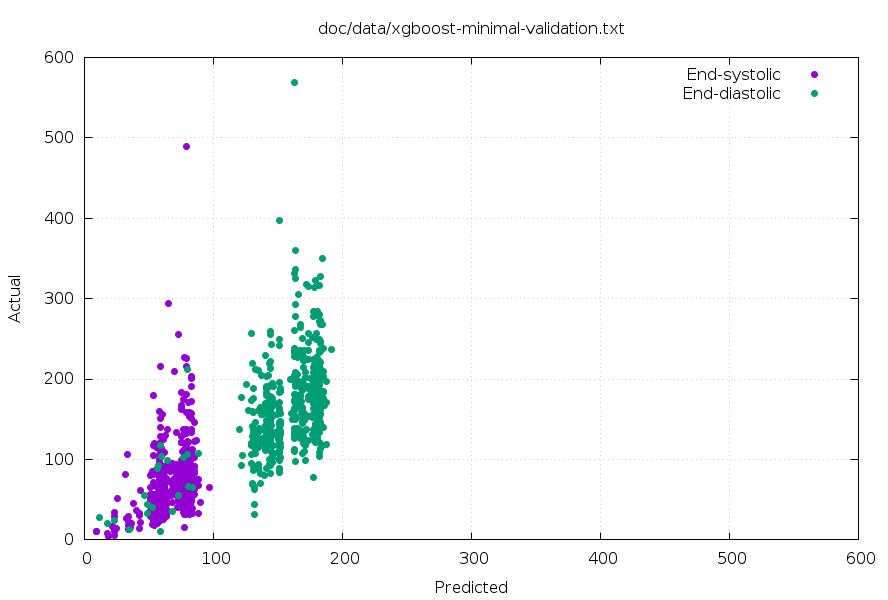 doc/data/xgboost-minimal-validation.txt
600
500
400
300
200
100
0
Actual
End-systolic
End-diastolic
0 100 200 300 400 500 600
Predicted